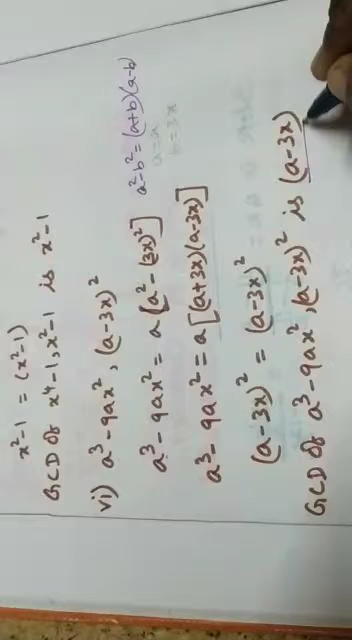 x²-1 = (x²-1)
GCD of x⁴-1, x²-1 is x²-1
vi) a³-9ax², (a-3x)²
a³-9ax² = a[a²-(3x)²]
a²-b² = (a+b)(a-b)
a=a
b=3x
a³-9ax² = a[(a+3x)(a-3x)]
(a-3x)² = (a-3x)²
GCD of a³-9ax², (a-3x)² is (a-3x)